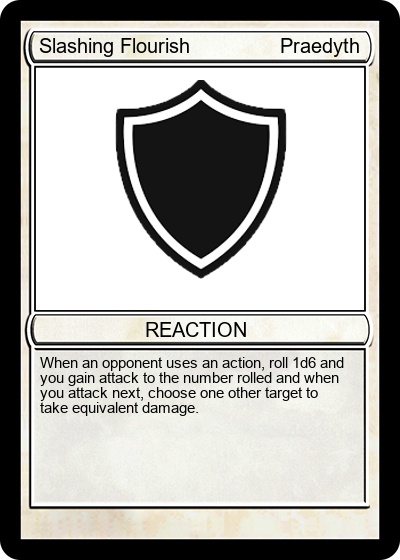 Slashing Flourish Praedyth
REACTION
When an opponent uses an action, roll 1d6 and
you gain attack to the number rolled and when
you attack next, choose one other target to
take equivalent damage.